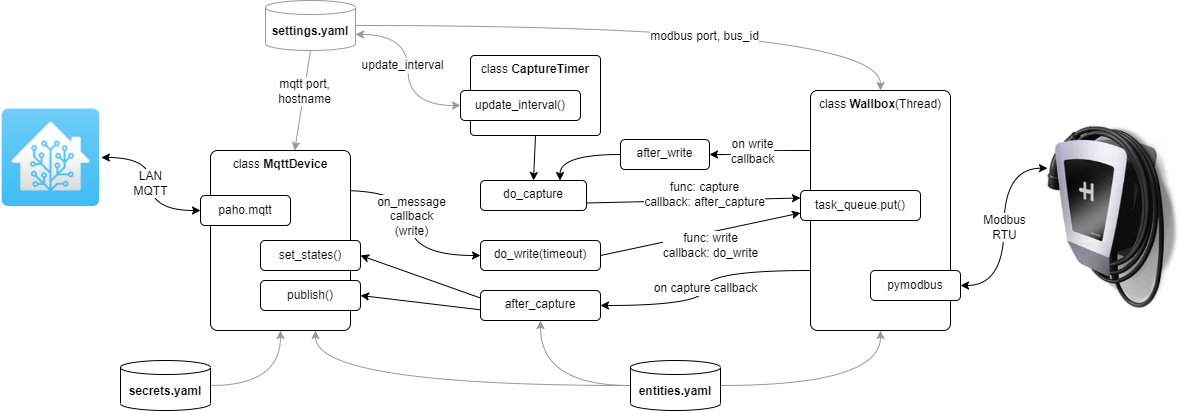 settings.yaml
modbus port, bus_id
update_interval
class CaptureTimer
mqtt port,
hostname
update_interval()
class Wallbox(Thread)
on write
callback
after_write
class MqttDevice
LAN
MQTT
do_capture
func: capture
callback: after_capture
paho.mqtt
on_message
callback
(write)
task_queue.put()
Modbus
RTU
func: write
callback: do_write
set_states()
do_write(timeout)
on capture callback
pymodbus
publish()
after_capture
secrets.yaml
entities.yaml